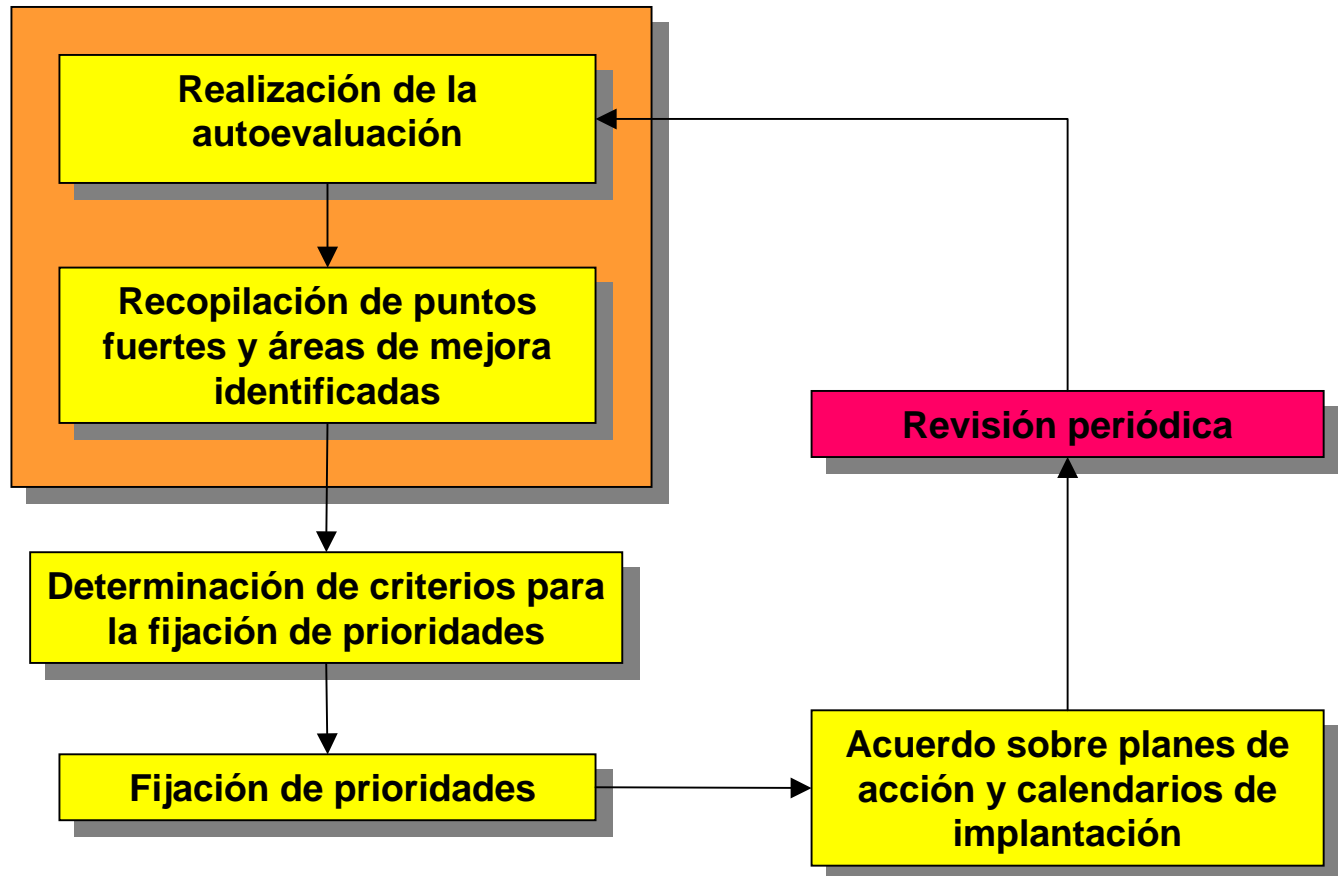 Realización de la
autoevaluación
Recopilación de puntos
fuertes y áreas de mejora
identificadas
Determinación de criterios para
la fijación de prioridades
Fijación de prioridades
Acuerdo sobre planes de
acción y calendarios de
implantación
Revisión periódica